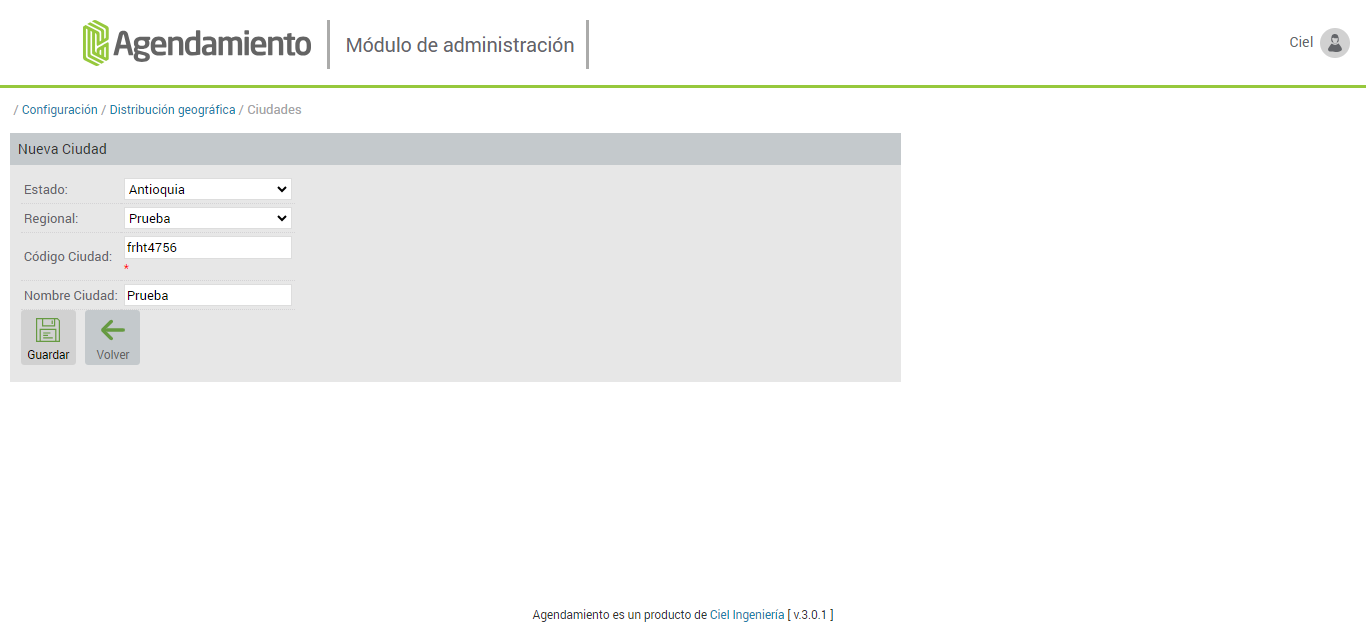 Agendamiento
Módulo de administración
Ciel
/ Configuración / Distribución geográfica / Ciudades
Nueva Ciudad
Estado: Antioquia
Regional: Prueba
Código Ciudad: frht4756
*
Nombre Ciudad: Prueba
Guardar Volver
Agendamiento es un producto de Ciel Ingeniería [ v.3.0.1 ]